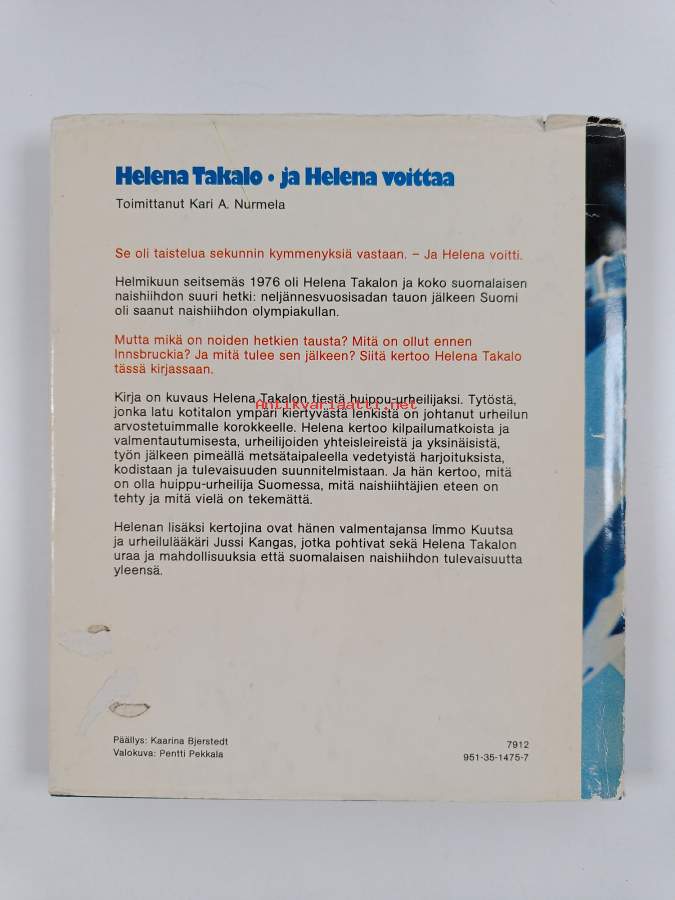 Helena Takalo • ja Helena voittaa
Toimittanut Kari A. Nurmela
Se oli taistelua sekunnin kymmenyksiä vastaan. – Ja Helena voitti.
Helmikuun seitsemäs 1976 oli Helena Takalon ja koko suomalaisen
naishiihdon suuri hetki: neljännesvuosisadan tauon jälkeen Suomi
oli saanut naishiihdon olympiakullan.
Mutta mikä on noiden hetkien tausta? Mitä on ollut ennen
Innsbruckia? Ja mitä tulee sen jälkeen? Siitä kertoo Helena Takalo
tässä kirjassaan.
Kirja on kuvaus Helena Takalon tiestä huippu-urheilijaksi. Tytöstä,
Antikvariaatti.net
jonka latu kotitalon ympäri kiertyvästä lenkistä on johtanut urheilun
arvostetuimmalle korokkeelle. Helena kertoo kilpailumatkoista ja
valmentautumisesta, urheilijoiden yhteisleireistä ja yksinäisistä,
työn jälkeen pimeällä metsätaipaleella vedetyistä harjoituksista,
kodistaan ja tulevaisuuden suunnitelmistaan. Ja hän kertoo, mitä
on olla huippu-urheilija Suomessa, mitä naishiihtäjien eteen on
tehty ja mitä vielä on tekemättä.
Helenan lisäksi kertojina ovat hänen valmentajansa Immo Kuutsa
ja urheilulääkäri Jussi Kangas, jotka pohtivat sekä Helena Takalon
uraa ja mahdollisuuksia että suomalaisen naishiihdon tulevaisuutta
yleensä.
Päällys: Kaarina Bjerstedt
Valokuva: Pentti Pekkala
7912
951-35-1475-7